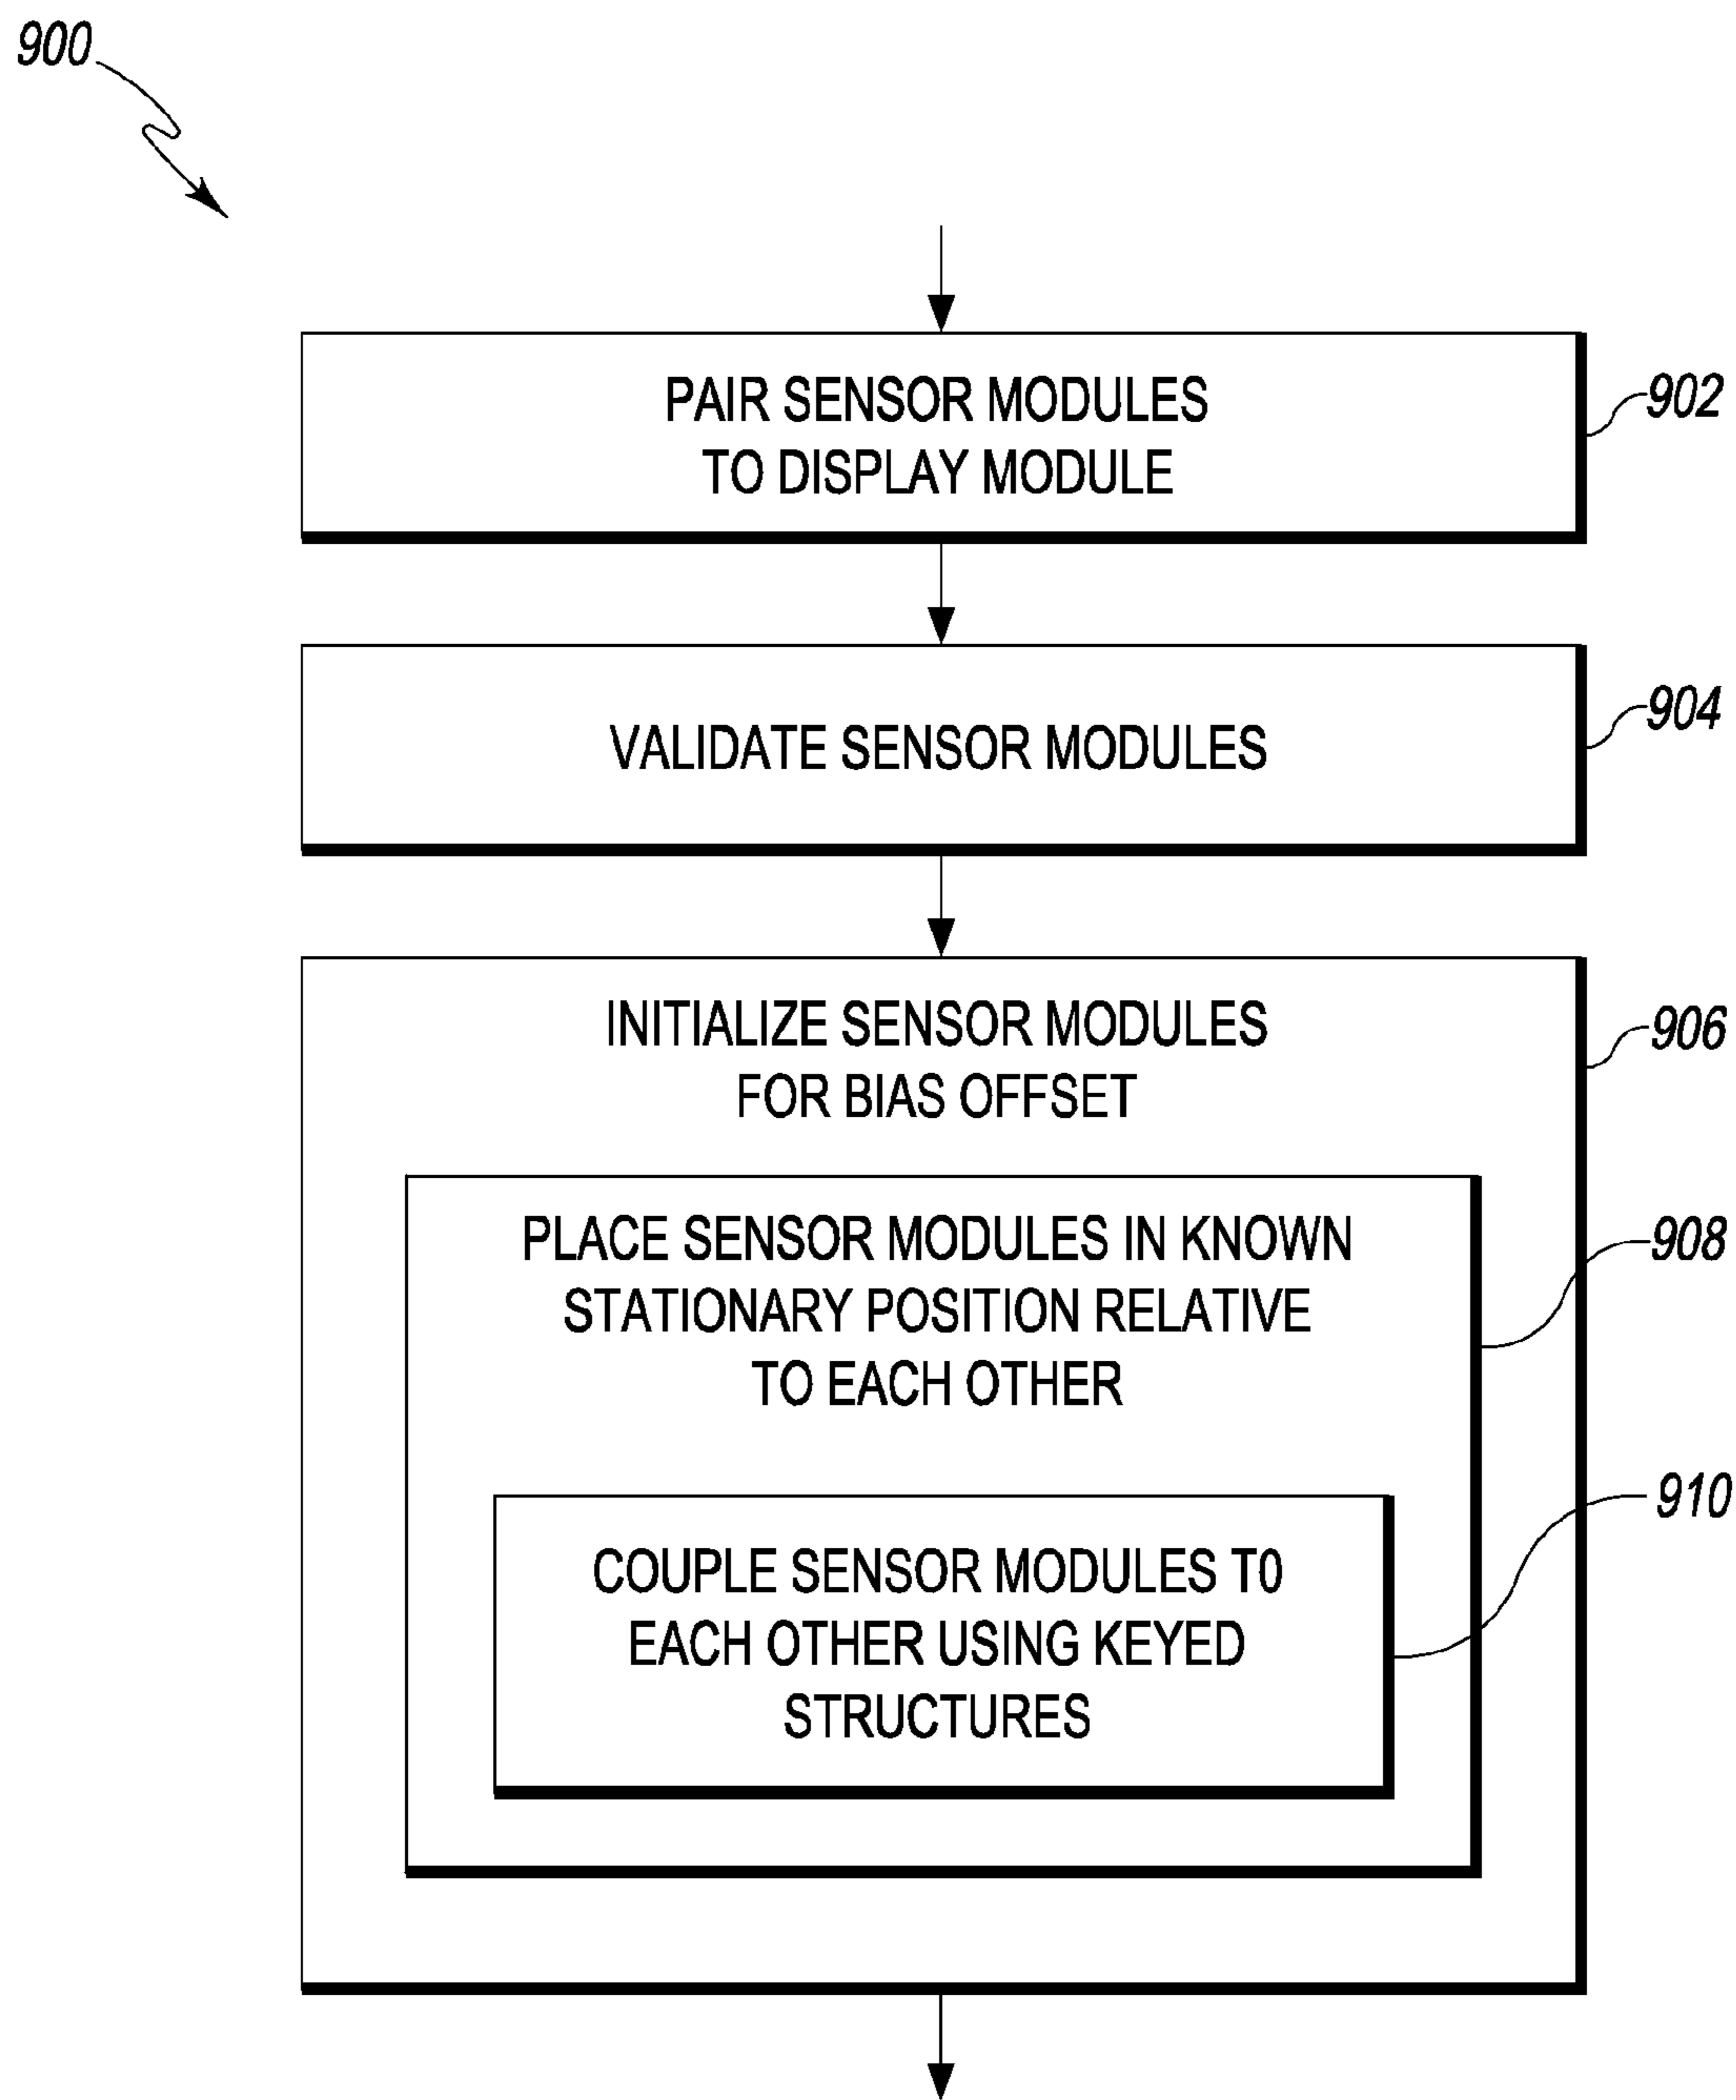 900
PAIR SENSOR MODULES
TO DISPLAY MODULE
902
VALIDATE SENSOR MODULES
904
INITIALIZE SENSOR MODULES
FOR BIAS OFFSET
906
PLACE SENSOR MODULES IN KNOWN
STATIONARY POSITION RELATIVE
TO EACH OTHER
908
COUPLE SENSOR MODULES T0
EACH OTHER USING KEYED
STRUCTURES
910